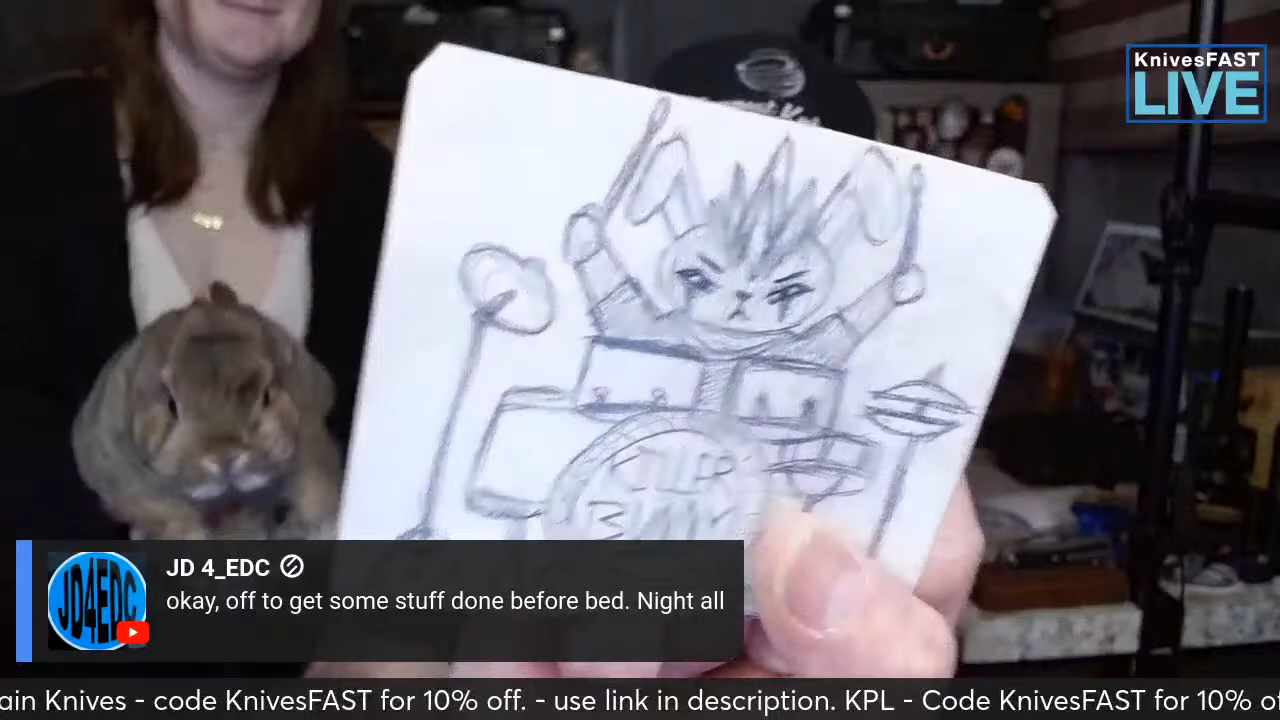 KnivesFAST
LIVE
JD 4_EDC
JD4EDC
okay, off to get some stuff done before bed. Night all
ain Knives - code KnivesFAST for 10% off. - use link in description. KPL - Code KnivesFAST for 10% of